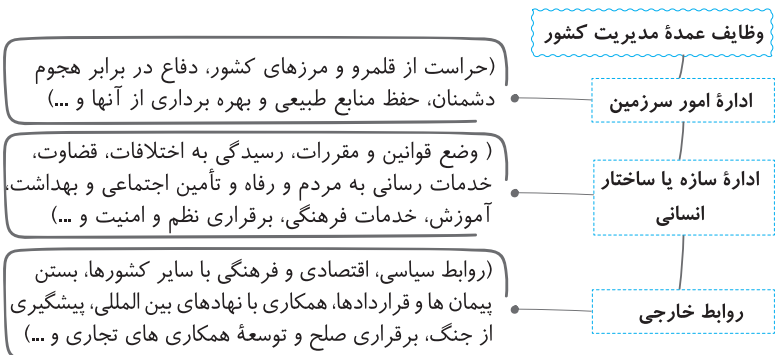 وظایف عمدهٔ مدیریت کشور
ادارهٔ امور سرزمین
(حراست از قلمرو و مرزهای کشور، دفاع در برابر هجوم
دشمنان، حفظ منابع طبیعی و بهره برداری از آنها و ...)
ادارهٔ سازه یا ساختار
انسانی
( وضع قوانین و مقررات، رسیدگی به اختلافات، قضاوت،
خدمات رسانی به مردم و رفاه و تأمین اجتماعی و بهداشت،
آموزش، خدمات فرهنگی، برقراری نظم و امنیت و ...)
روابط خارجی
(روابط سیاسی، اقتصادی و فرهنگی با سایر کشورها، بستن
پیمان ها و قراردادها، همکاری با نهادهای بین المللی، پیشگیری
از جنگ، برقراری صلح و توسعهٔ همکاری های تجاری و ...)